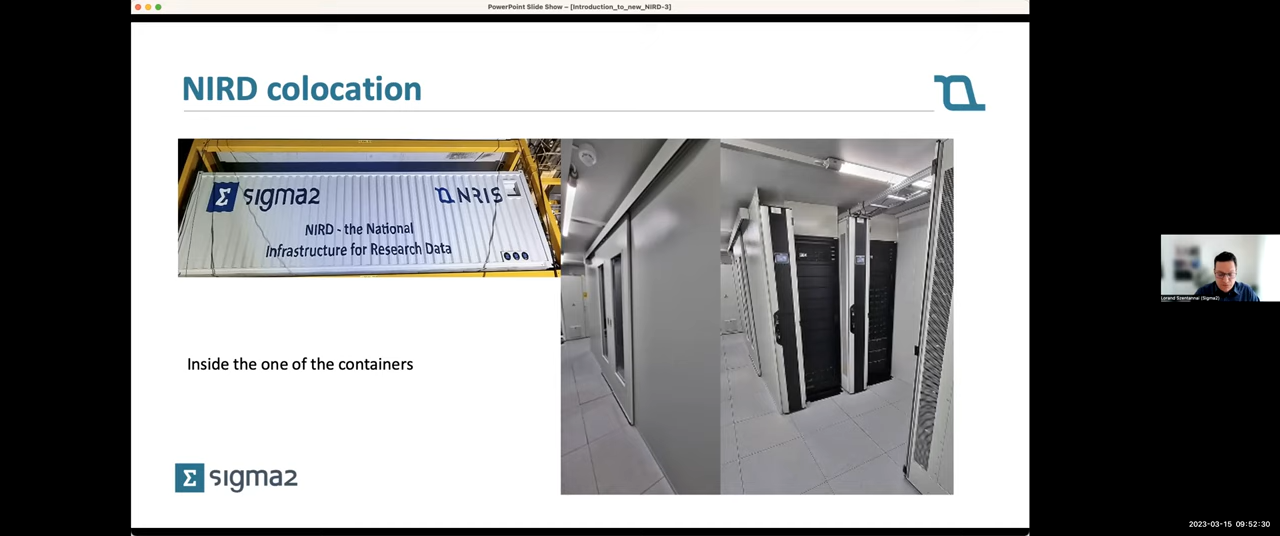 PowerPoint Slide Show – [Introduction_to_new_NIRD-3]
NIRD colocation
Σ sigma2
NRIS
NIRD - the National
Infrastructure for Research Data
Inside the one of the containers
Σ sigma2
Lorand Szentannai (Sigma2)
2023-03-15 09:52:30